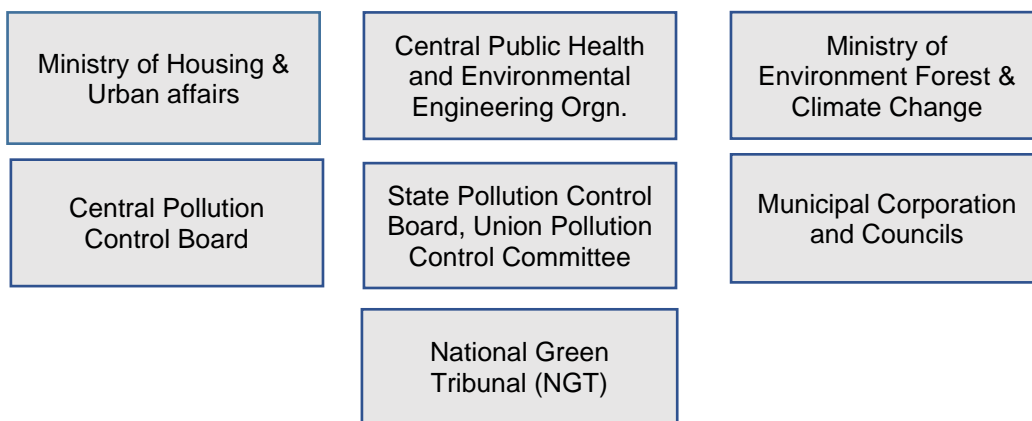 Ministry of Housing &
Urban affairs
Central Public Health
and Environmental
Engineering Orgn.
Ministry of
Environment Forest &
Climate Change
Central Pollution
Control Board
State Pollution Control
Board, Union Pollution
Control Committee
Municipal Corporation
and Councils
National Green
Tribunal (NGT)